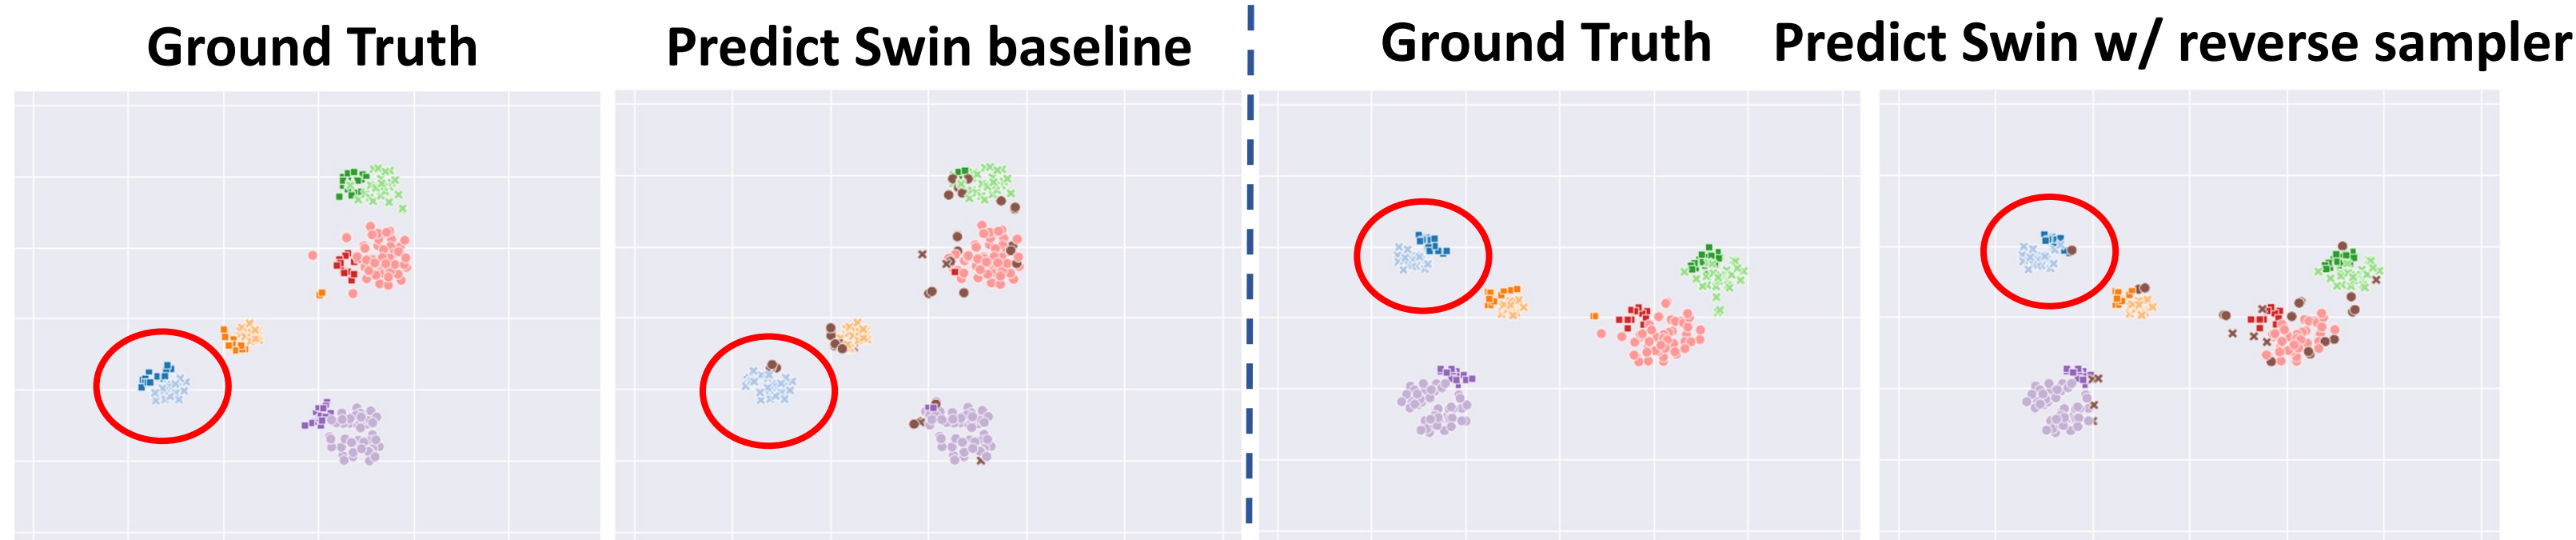 Ground Truth
Predict Swin baseline
Ground Truth
Predict Swin w/ reverse sampler